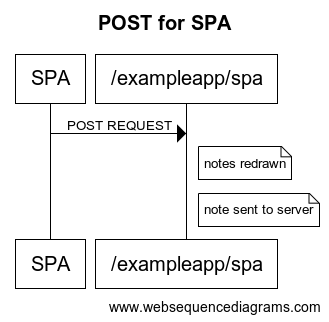 POST for SPA
SPA
/exampleapp/spa
POST REQUEST
notes redrawn
note sent to server
SPA
/exampleapp/spa
www.websequencediagrams.com